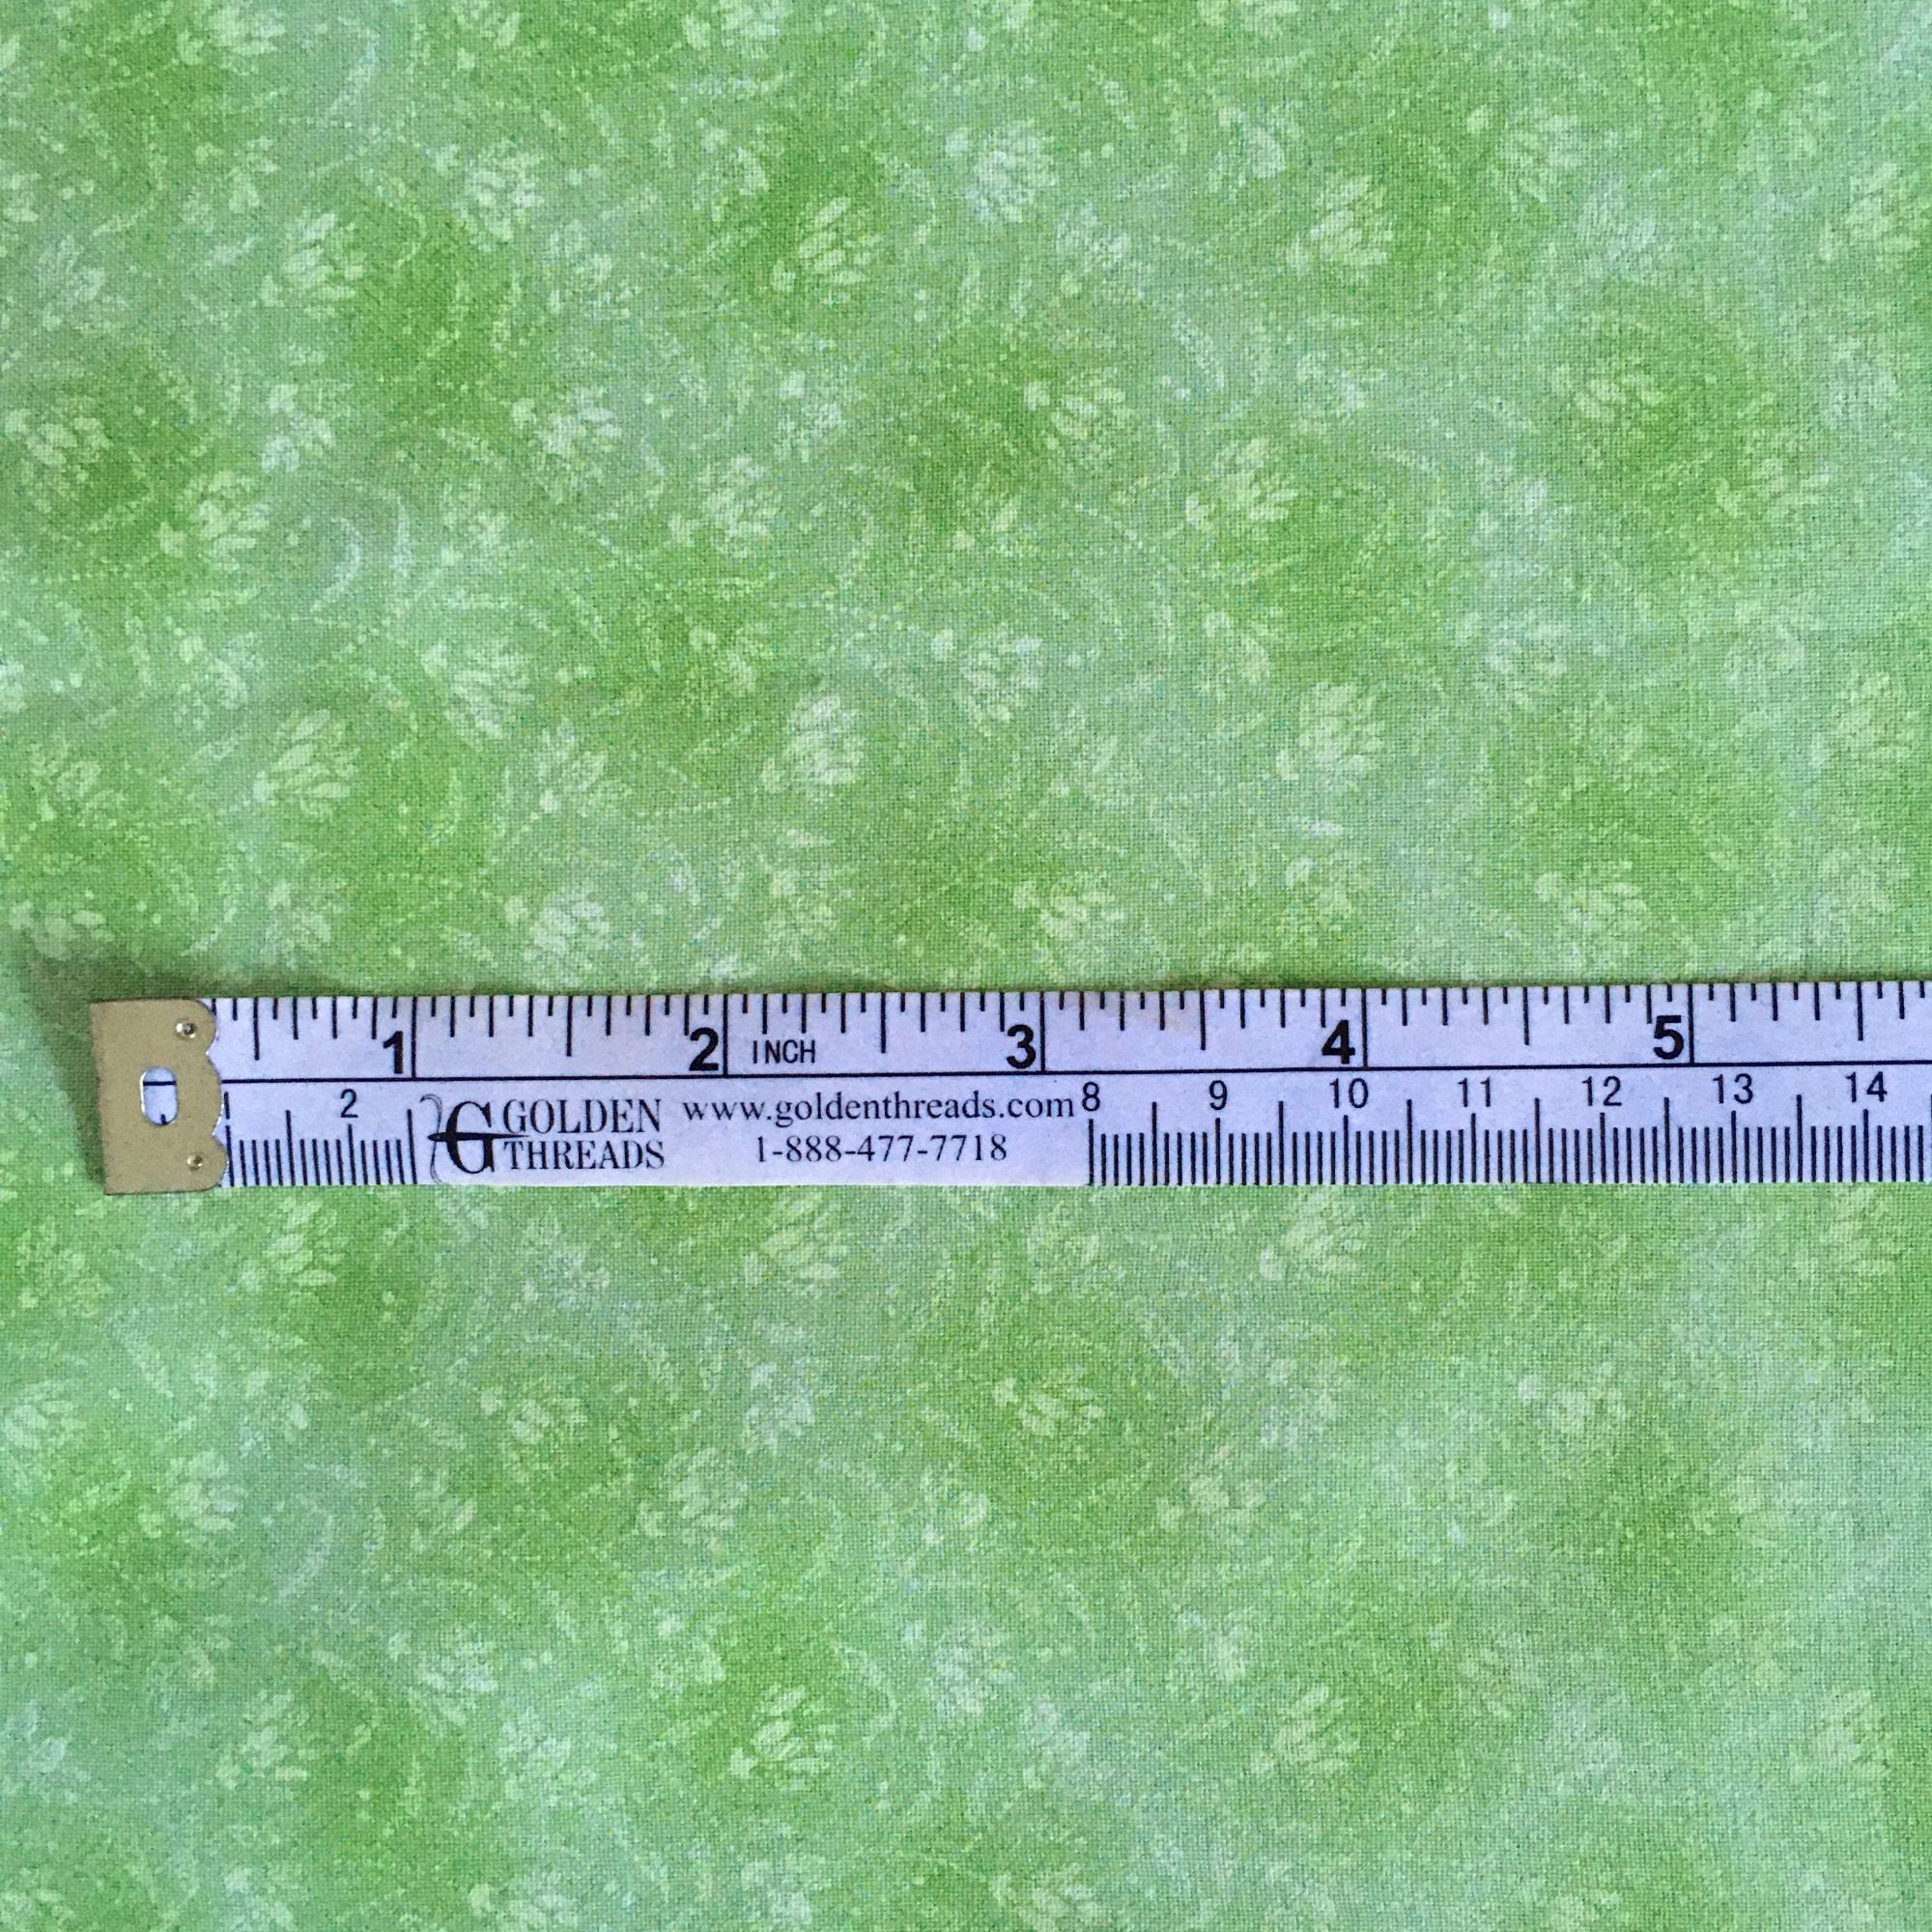 1 2 3 4 5
INCH
2 8 9 10 11 12 13 14
GOLDEN www.goldenthreads.com
THREADS 1-888-477-7718